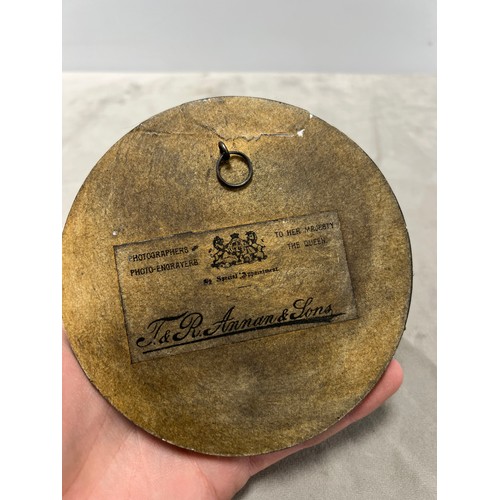 PHOTOGRAPHERS & TO HER MAJESTY
PHOTO-ENGRAVERS THE QUEEN
By Special Appointment.
T. & R. Annan & Sons.